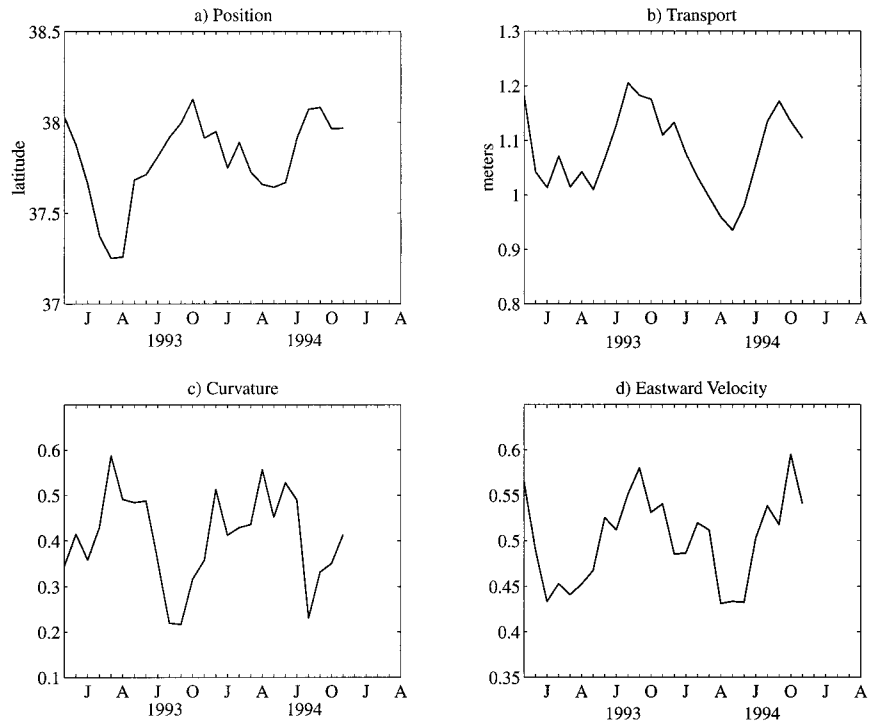 a) Position
38.5
38
37.5
37
latitude
J A J O J A J O J A
1993 1994
b) Transport
1.3
1.2
1.1
1
0.9
0.8
meters
J A J O J A J O J A
1993 1994
c) Curvature
0.6
0.5
0.4
0.3
0.2
0.1
J A J O J A J O J A
1993 1994
d) Eastward Velocity
0.6
0.55
0.5
0.45
0.4
0.35
J A J O J A J O J A
1993 1994